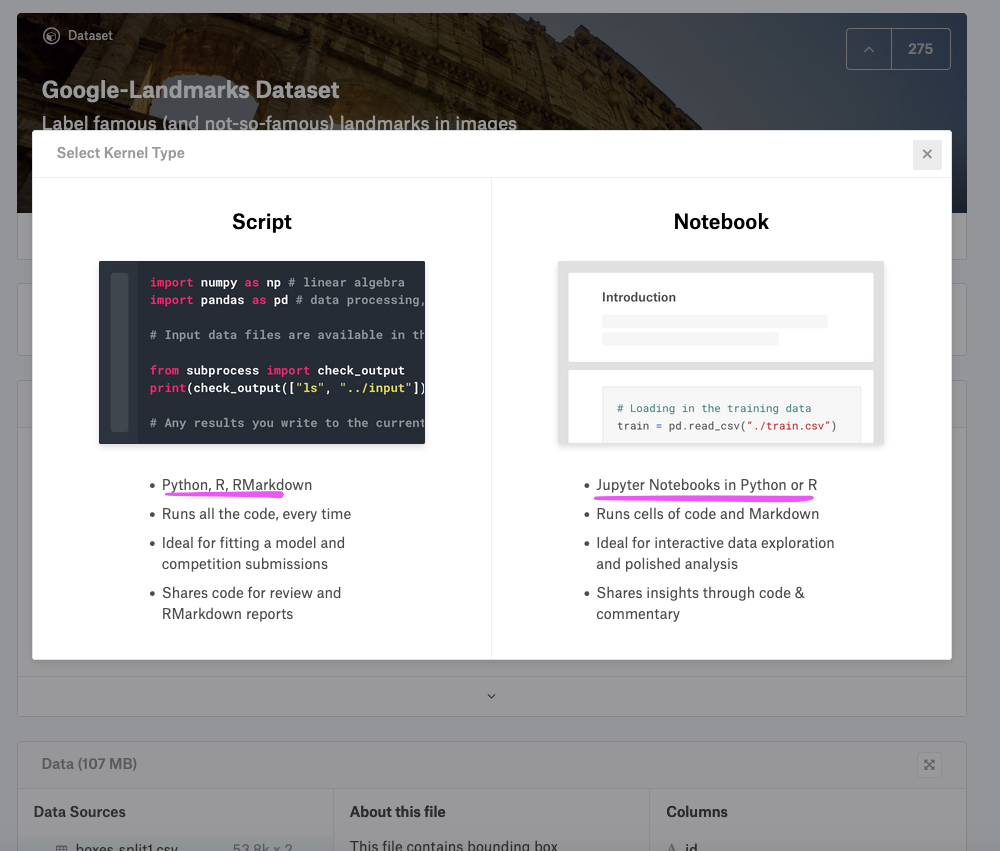 Dataset
275
Google-Landmarks Dataset
Label famous (and not-so-famous) landmarks in images
Select Kernel Type
Script
import numpy as np # linear algebra
import pandas as pd # data processing,
# Input data files are available in th
from subprocess import check_output
print(check_output(["ls", "../input"])
# Any results you write to the current
• Python, R, RMarkdown
• Runs all the code, every time
• Ideal for fitting a model and
competition submissions
• Shares code for review and
RMarkdown reports
Notebook
Introduction
# Loading in the training data
train = pd.read_csv("./train.csv")
• Jupyter Notebooks in Python or R
• Runs cells of code and Markdown
• Ideal for interactive data exploration
and polished analysis
• Shares insights through code &
commentary
Data (107 MB)
Data Sources
boxes_split1.csv 53.8k x 2
About this file
This file contains bounding box
Columns
A id